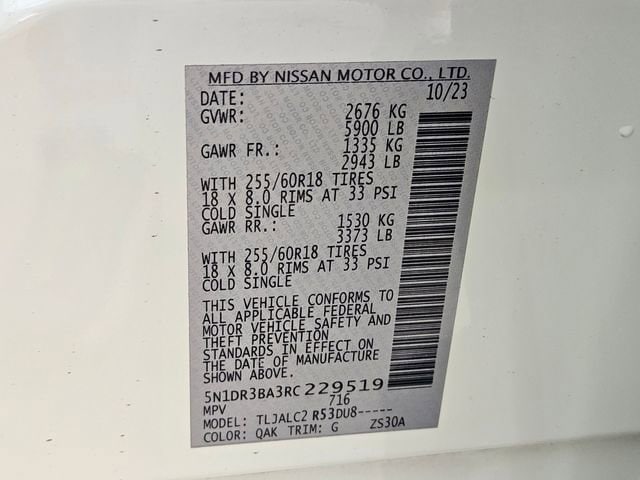 MFD BY NISSAN MOTOR CO., LTD.
DATE: 10/23
GVWR: 2676 KG
5900 LB
GAWR FR.: 1335 KG
2943 LB
WITH 255/60R18 TIRES
18 X 8.0 RIMS AT 33 PSI
COLD SINGLE
GAWR RR.: 1530 KG
3373 LB
WITH 255/60R18 TIRES
18 X 8.0 RIMS AT 33 PSI
COLD SINGLE
THIS VEHICLE CONFORMS TO
ALL APPLICABLE FEDERAL
MOTOR VEHICLE SAFETY AND
THEFT PREVENTION
STANDARDS IN EFFECT ON
THE DATE OF MANUFACTURE
SHOWN ABOVE.
5N1DR3BA3RC229519
MPV 716
MODEL: TLJALC2 R53DU8-----
COLOR: QAK TRIM: G ZS30A